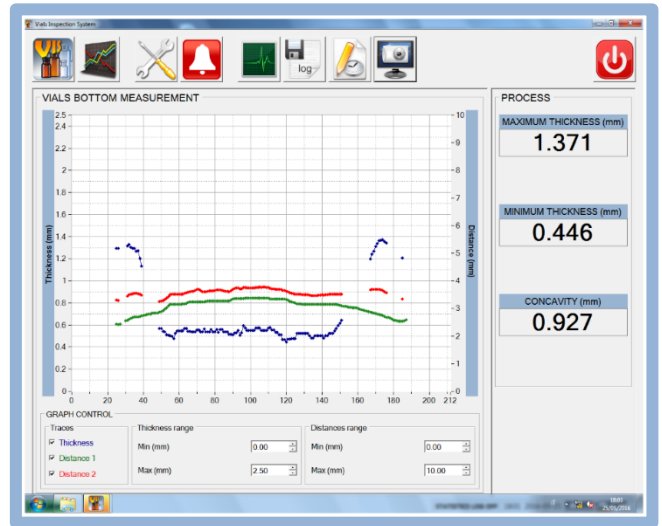 Vials Inspection System
log
VIALS BOTTOM MEASUREMENT
PROCESS
2.5
2.4
2.2
2
1.8
1.6
1.4
1.2
1
0.8
0.6
0.4
0.2
0
Thickness (mm)
10
9
8
7
6
5
4
3
2
1
0
Distance (mm)
0 20 40 60 80 100 120 140 160 180 200 212
MAXIMUM THICKNESS (mm)
1.371
MINIMUM THICKNESS (mm)
0.446
CONCAVITY (mm)
0.927
GRAPH CONTROL
Traces
Thickness
Distance 1
Distance 2
Thickness range
Min (mm) 0.00
Max (mm) 2.50
Distances range
Min (mm) 0.00
Max (mm) 10.00
18:01
25/05/2016